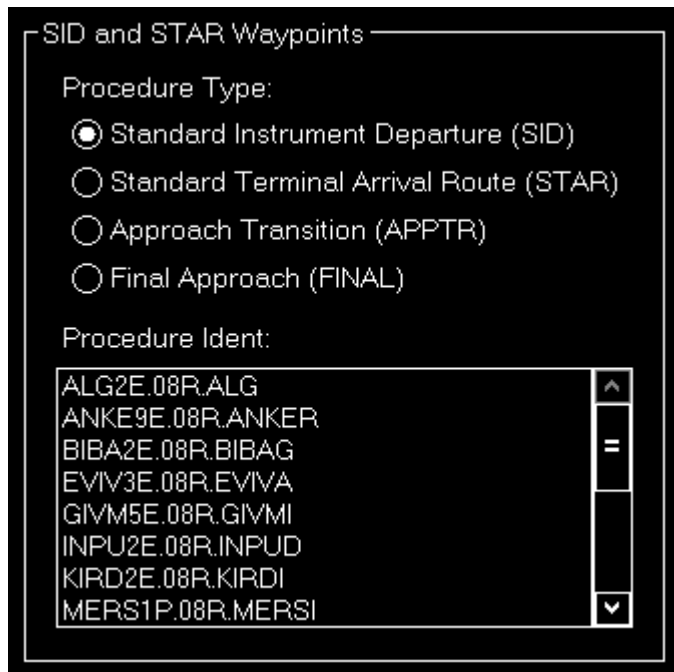 SID and STAR Waypoints
Procedure Type:
Standard Instrument Departure (SID)
Standard Terminal Arrival Route (STAR)
Approach Transition (APPTR)
Final Approach (FINAL)
Procedure Ident:
ALG2E.08R.ALG
ANKE9E.08R.ANKER
BIBA2E.08R.BIBAG
EVIV3E.08R.EVIVA
GIVM5E.08R.GIVMI
INPU2E.08R.INPUD
KIRD2E.08R.KIRDI
MERS1P.08R.MERSI